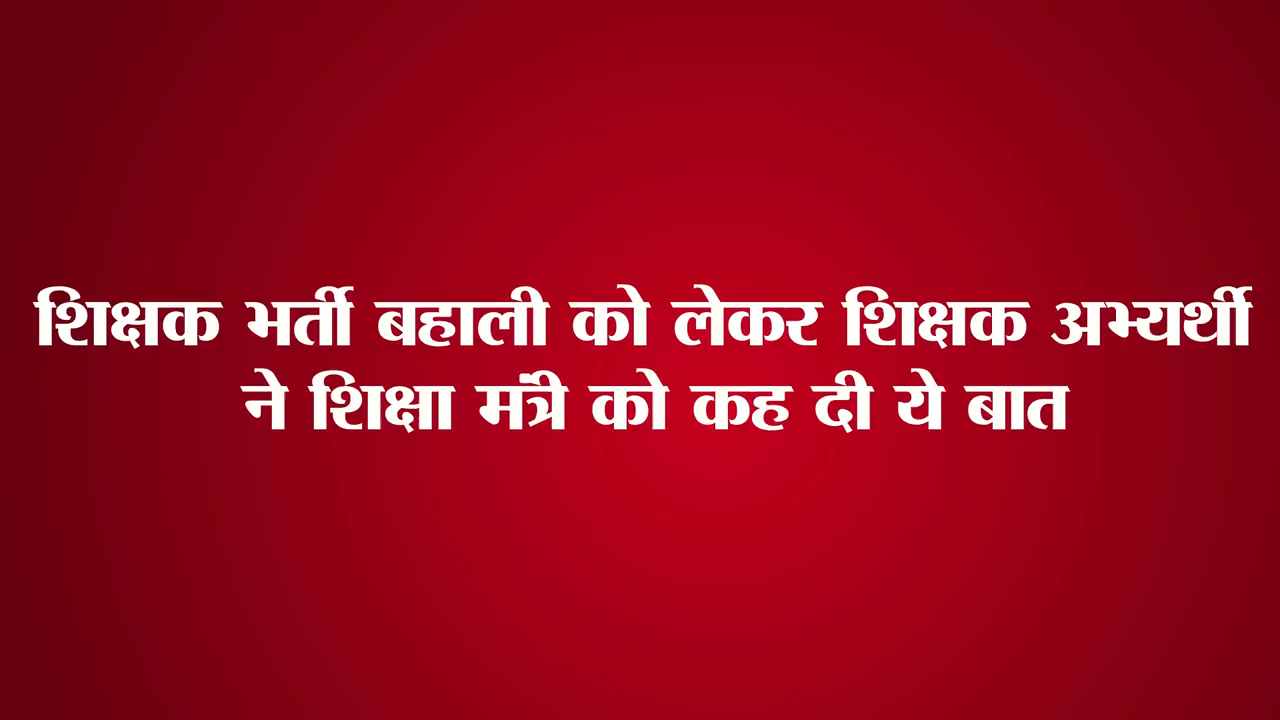 शिक्षक भर्ती बहाली को लेकर शिक्षक अभ्यर्थी
ने शिक्षा मंत्री को कह दी ये बात